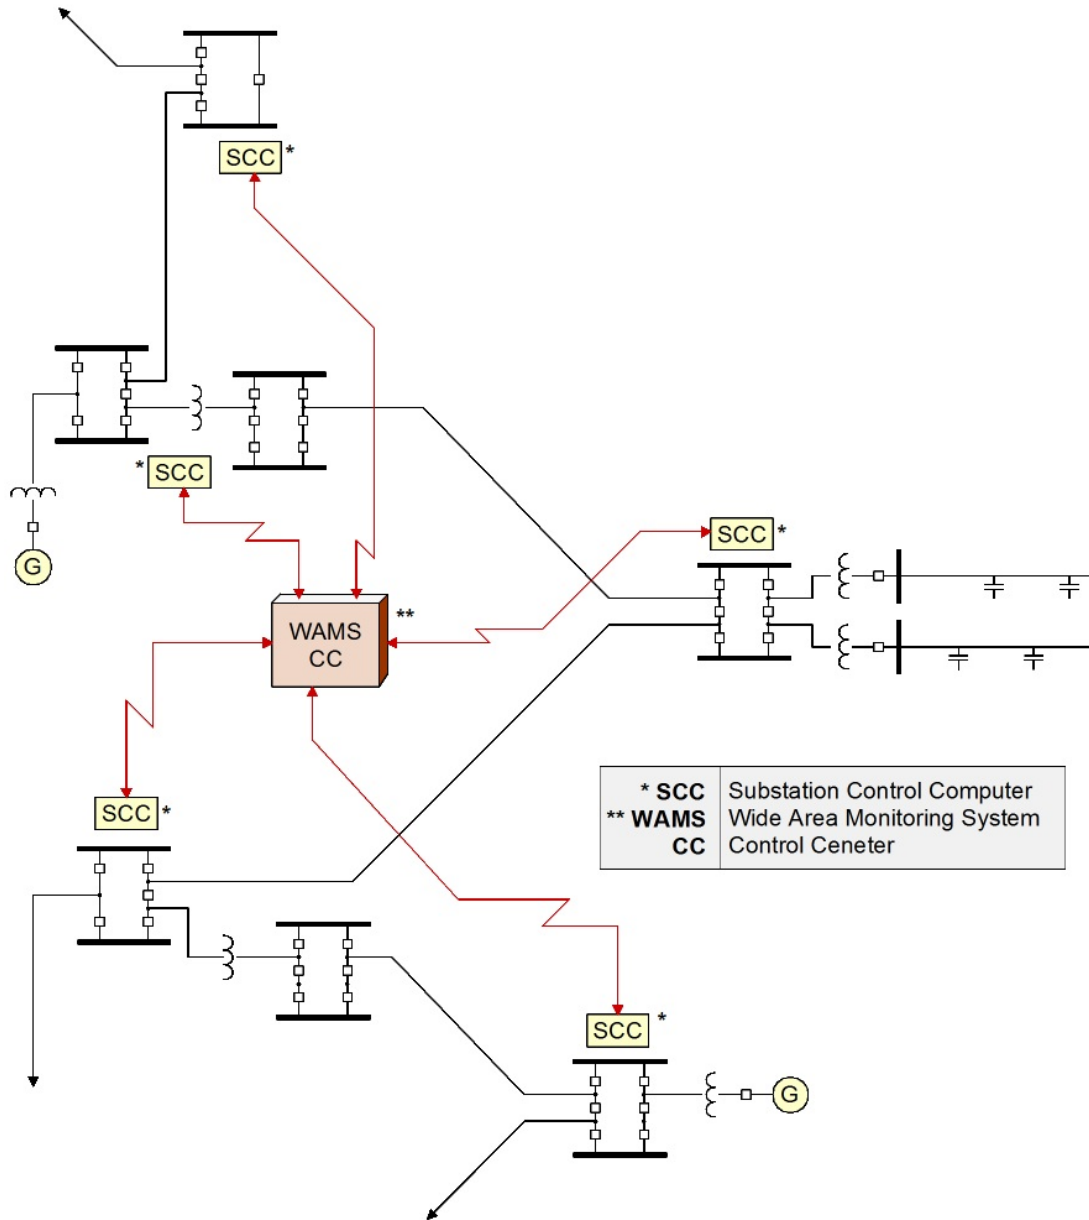 SCC *
* SCC
SCC *
G
WAMS
CC
**
SCC *
* SCC Substation Control Computer
** WAMS Wide Area Monitoring System
CC Control Ceneter
SCC *
G